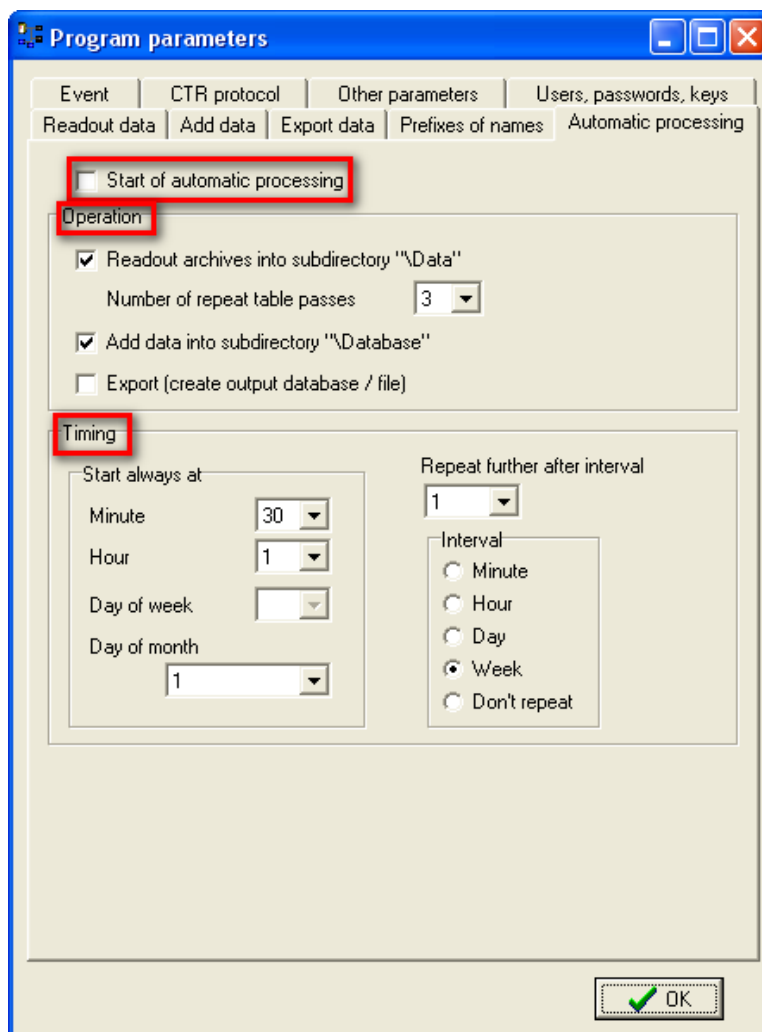 Program parameters
Event CTR protocol Other parameters Users, passwords, keys
Readout data Add data Export data Prefixes of names Automatic processing
Start of automatic processing
Operation
Readout archives into subdirectory "\Data"
Number of repeat table passes 3
Add data into subdirectory "\Database"
Export (create output database / file)
Timing
Start always at
Minute 30
Hour 1
Day of week
Day of month
1
Repeat further after interval
1
Interval
Minute
Hour
Day
Week
Don't repeat
OK